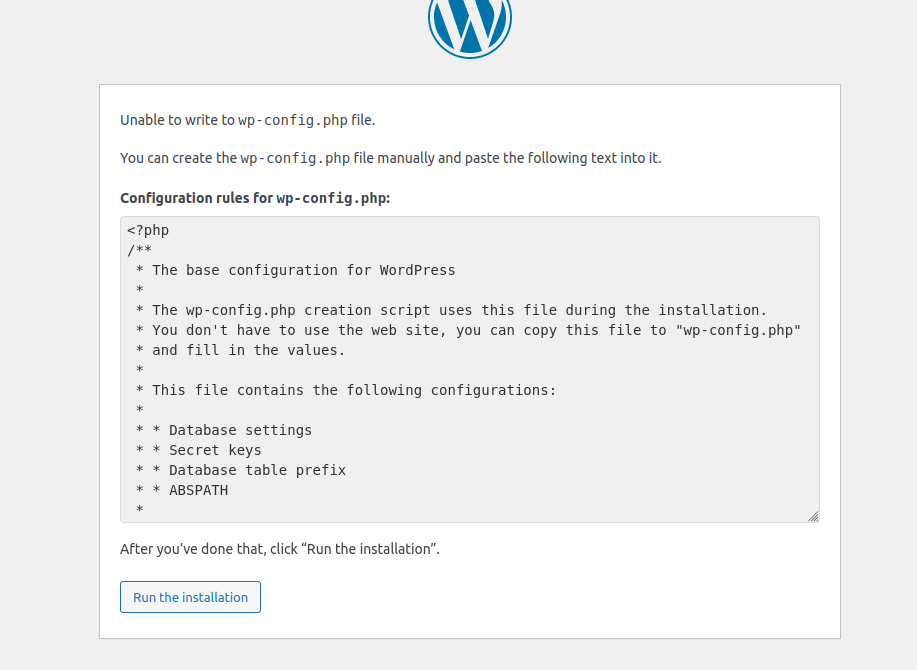 Unable to write to wp-config.php file.
You can create the wp-config.php file manually and paste the following text into it.
Configuration rules for wp-config.php:
<?php
/**
 * The base configuration for WordPress
 *
 * The wp-config.php creation script uses this file during the installation.
 * You don't have to use the web site, you can copy this file to "wp-config.php"
 * and fill in the values.
 *
 * This file contains the following configurations:
 *
 * * Database settings
 * * Secret keys
 * * Database table prefix
 * * ABSPATH
 *
After you’ve done that, click “Run the installation”.
Run the installation